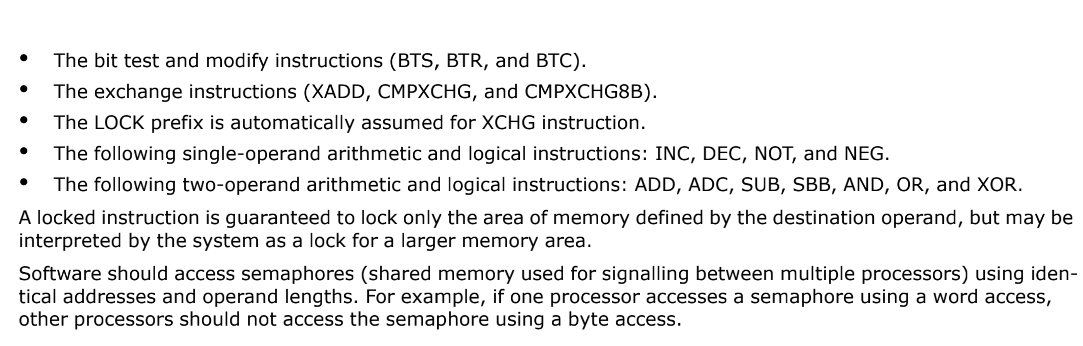 • The bit test and modify instructions (BTS, BTR, and BTC).
• The exchange instructions (XADD, CMPXCHG, and CMPXCHG8B).
• The LOCK prefix is automatically assumed for XCHG instruction.
• The following single-operand arithmetic and logical instructions: INC, DEC, NOT, and NEG.
• The following two-operand arithmetic and logical instructions: ADD, ADC, SUB, SBB, AND, OR, and XOR.
A locked instruction is guaranteed to lock only the area of memory defined by the destination operand, but may be
interpreted by the system as a lock for a larger memory area.
Software should access semaphores (shared memory used for signalling between multiple processors) using iden-
tical addresses and operand lengths. For example, if one processor accesses a semaphore using a word access,
other processors should not access the semaphore using a byte access.